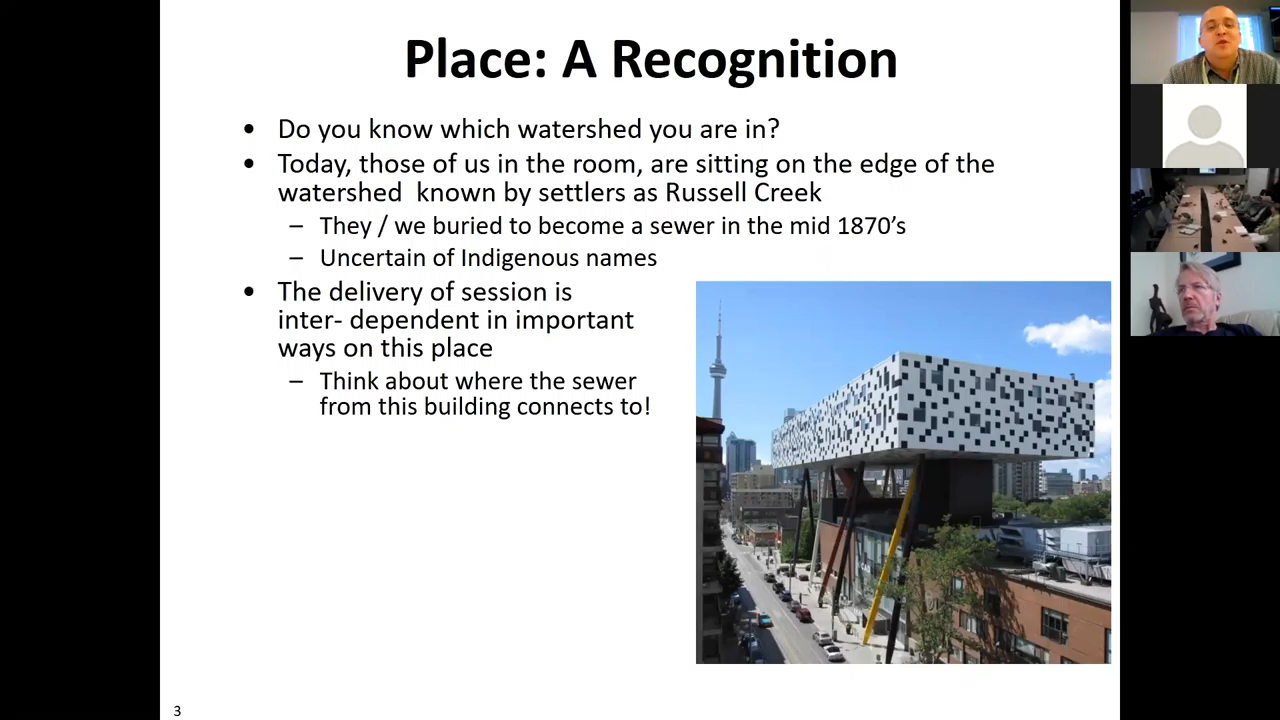 Place: A Recognition
• Do you know which watershed you are in?
• Today, those of us in the room, are sitting on the edge of the
watershed  known by settlers as Russell Creek
– They / we buried to become a sewer in the mid 1870’s
– Uncertain of Indigenous names
• The delivery of session is
inter- dependent in important
ways on this place
– Think about where the sewer
from this building connects to!
3